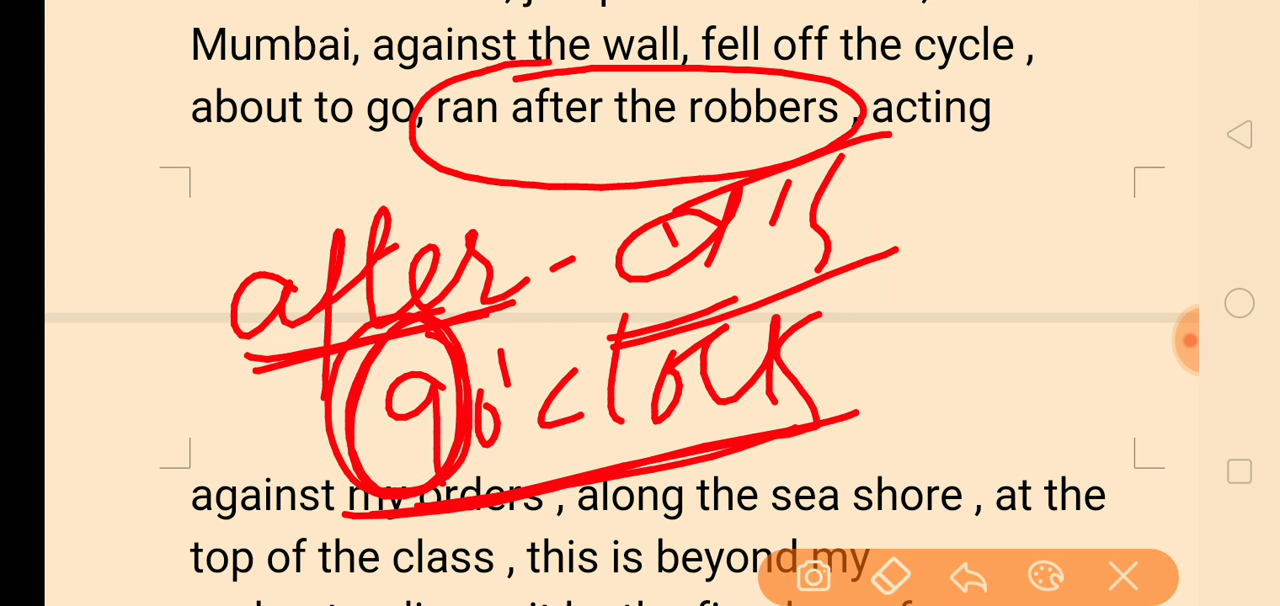 Mumbai, against the wall, fell off the cycle ,
about to go, ran after the robbers , acting
after -
9 o'clock
against my orders , along the sea shore , at the
top of the class , this is beyond my